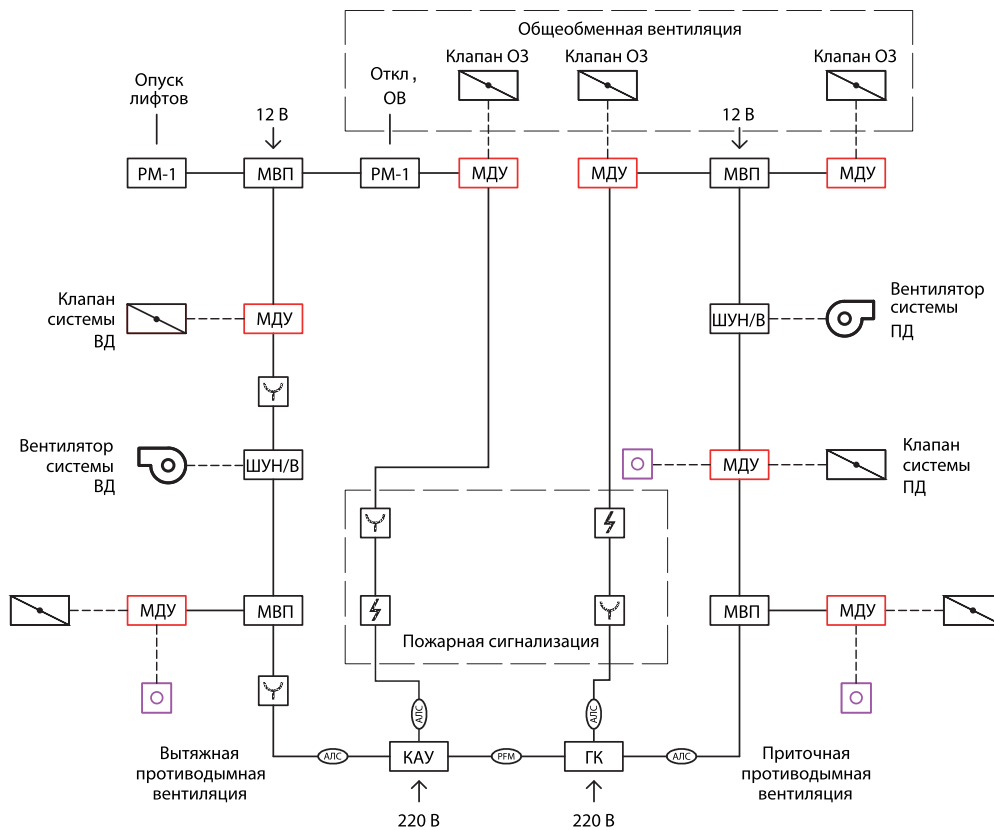 Общеобменная вентиляция
Клапан ОЗ
Клапан ОЗ
Клапан ОЗ
Опуск
лифтов
Откл ,
ОВ
12 В
12 В
РМ-1
МВП
РМ-1
МДУ
МДУ
МВП
МДУ
Клапан
системы
ВД
МДУ
ШУН/В
Вентилятор
системы
ПД
Вентилятор
системы
ВД
ШУН/В
МДУ
Клапан
системы
ПД
МДУ
МВП
Пожарная сигнализация
МВП
МДУ
АЛС
АЛС
Вытяжная
противодымная
вентиляция
АЛС
КАУ
PFM
ГК
АЛС
Приточная
противодымная
вентиляция
220 В
220 В